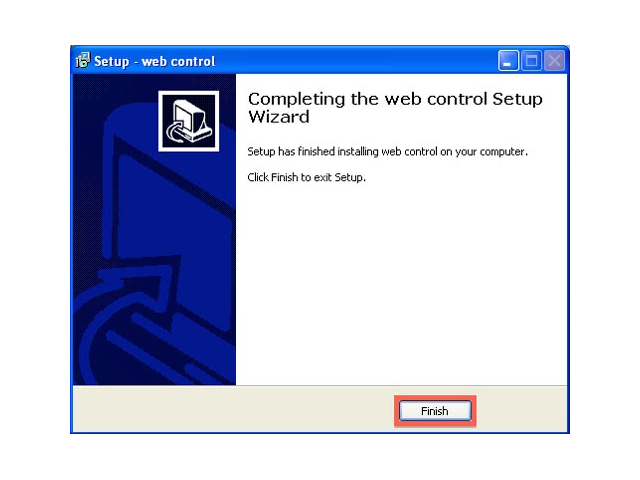 Setup - web control
Completing the web control Setup
Wizard
Setup has finished installing web control on your computer.
Click Finish to exit Setup.
Finish